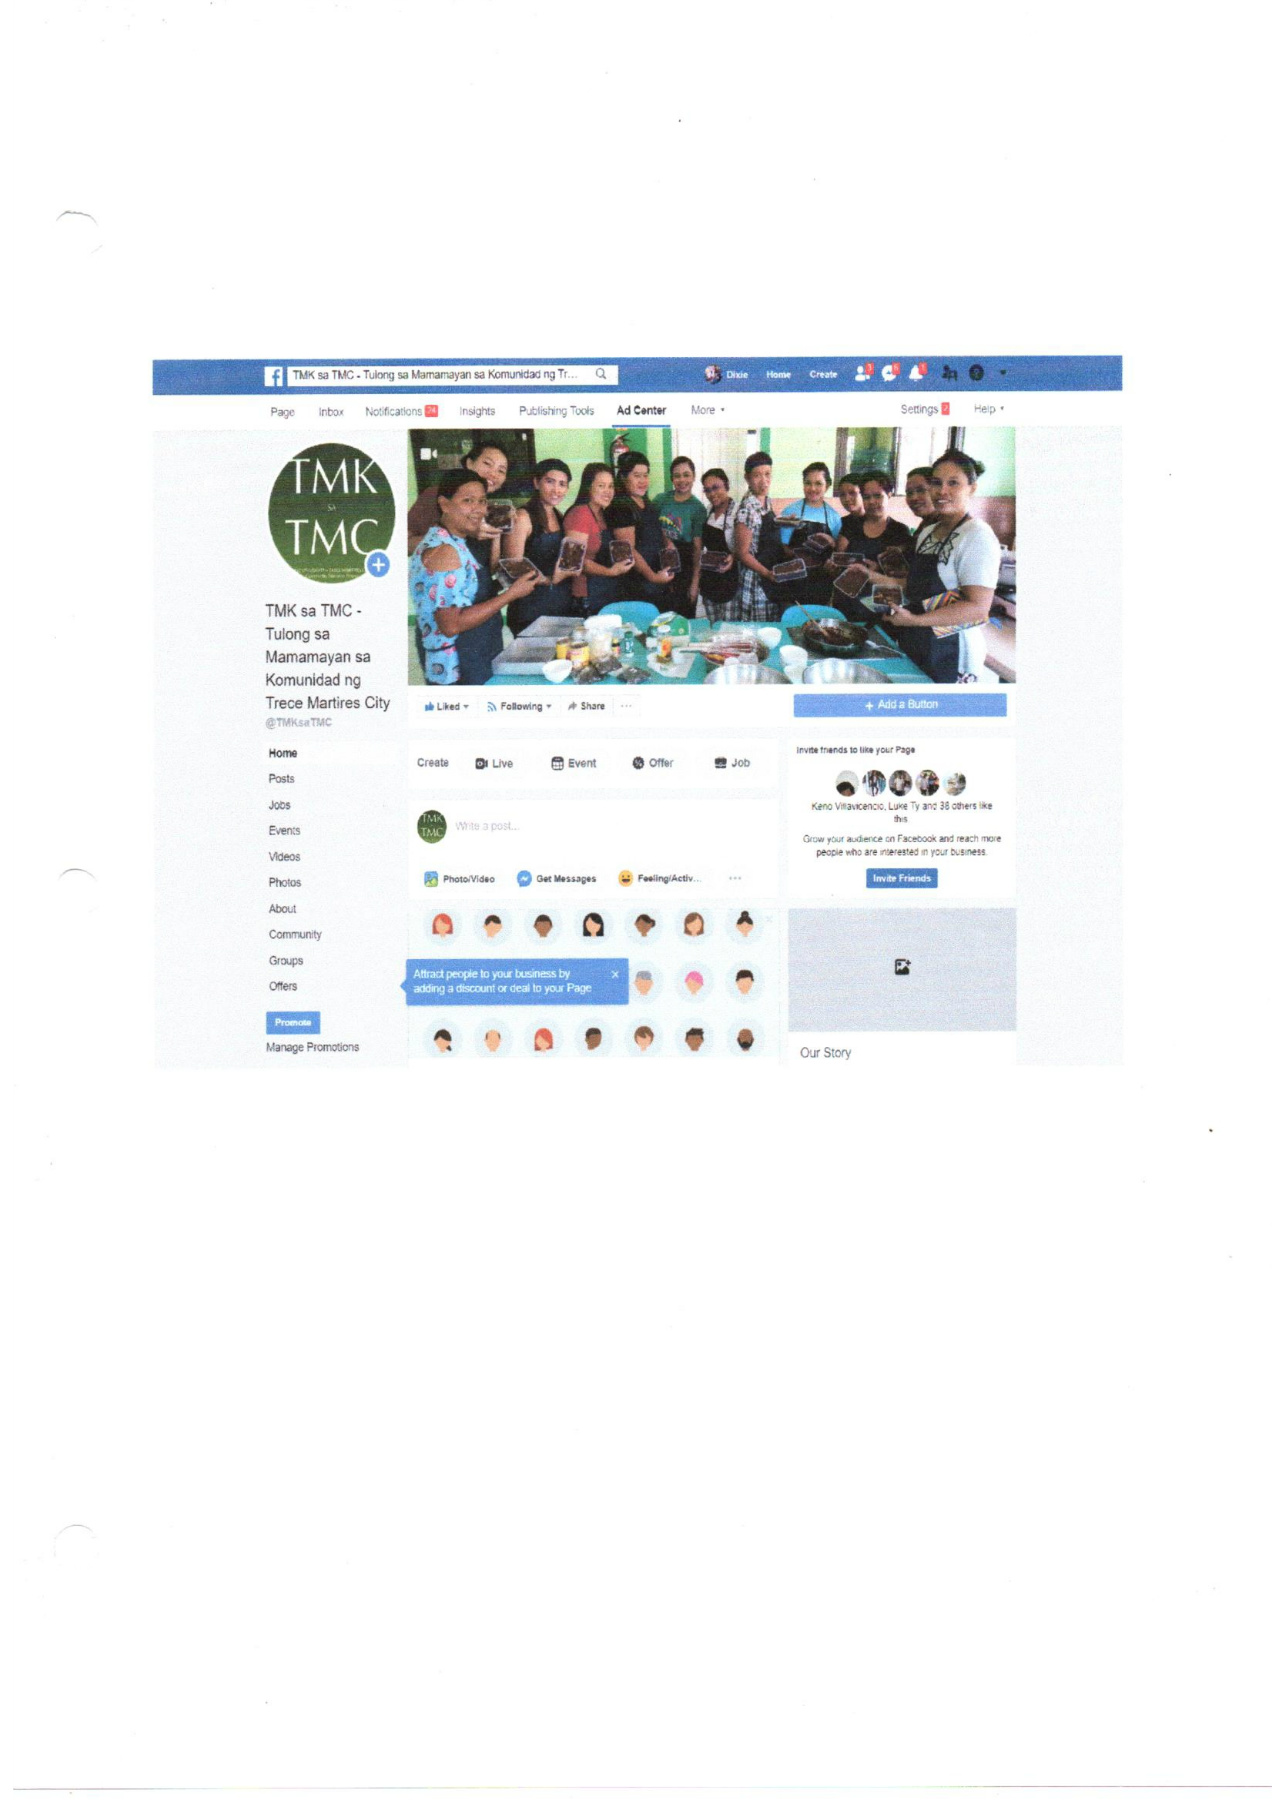 TMK sa TMC - Tulong sa Mamamayan sa Komunidad ng Tr...
Dixie Home Create
Page Inbox Notifications 24 Insights Publishing Tools Ad Center More Settings Help
TMK
SA
TMC
TMK sa TMC -
Tulong sa
Mamamayan sa
Komunidad ng
Trece Martires City
@TMKsaTMC
Home
Posts
Jobs
Events
Videos
Photos
About
Community
Groups
Offers
Promote
Manage Promotions
Liked Following Share ...
+ Add a Button
Create Live Event Offer Job
TMK
TMC
Write a post...
Photo/Video Get Messages Feeling/Activ... ...
Attract people to your business by
adding a discount or deal to your Page
Invite friends to like your Page
Keno Villavicencio, Luke Ty and 38 others like
this
Grow your audience on Facebook and reach more
people who are interested in your business.
Invite Friends
Our Story